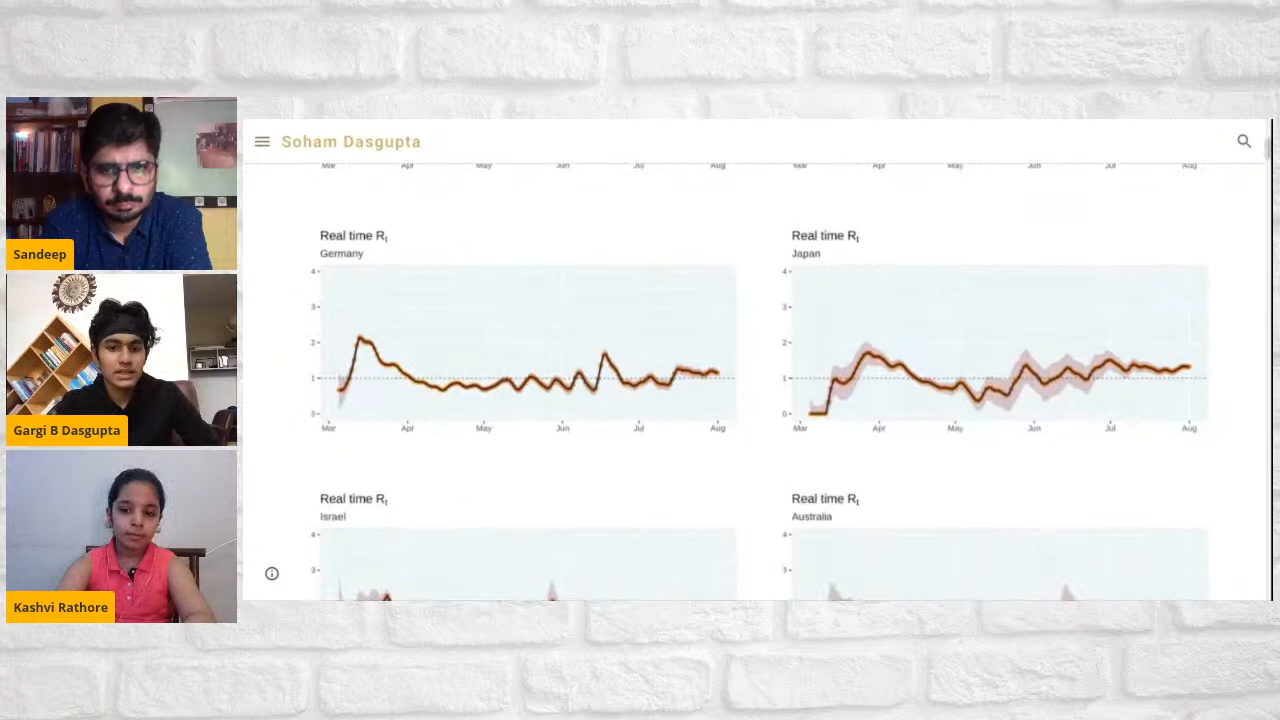 Sandeep
Gargi B Dasgupta
Kashvi Rathore
Soham Dasgupta
Mar Apr May Jun Jul Aug
Mar Apr May Jun Jul Aug
Real time Rt
Germany
4
3
2
1
0
Mar Apr May Jun Jul Aug
Real time Rt
Japan
4
3
2
1
0
Mar Apr May Jun Jul Aug
Real time Rt
Israel
4
3
Real time Rt
Australia
4
3